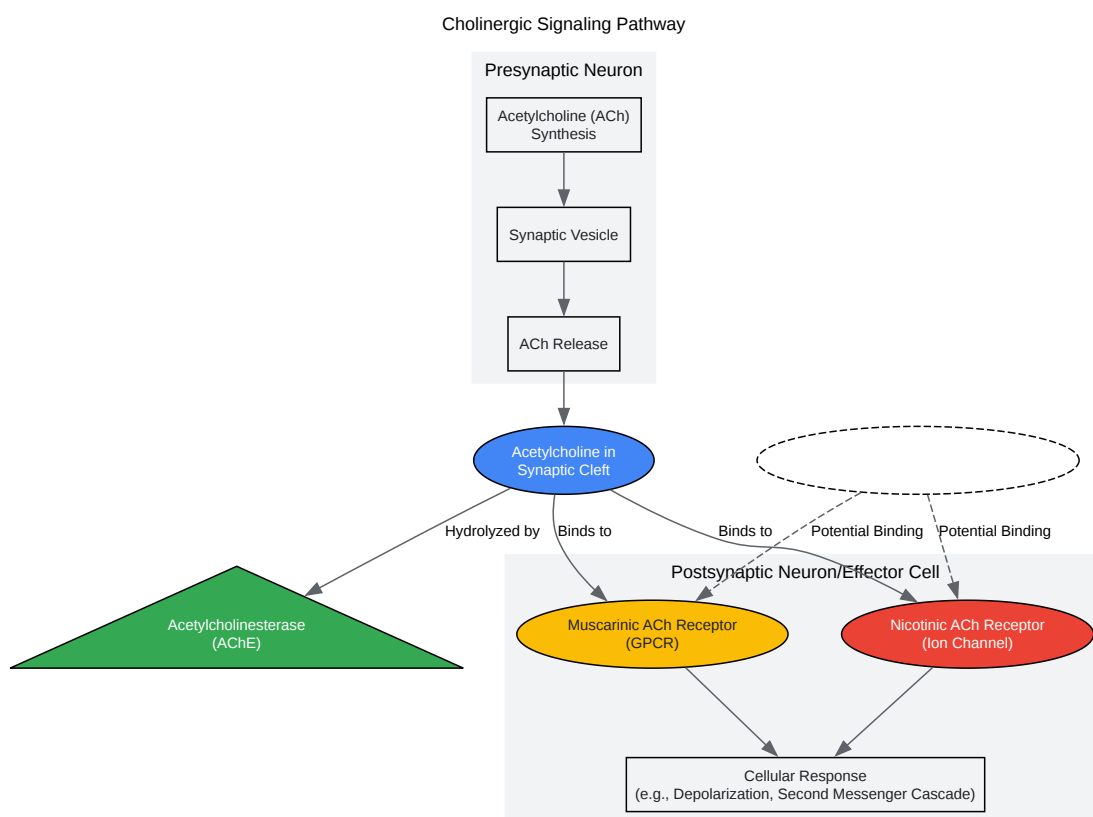 Cholinergic Signaling Pathway
Presynaptic Neuron
Acetylcholine (ACh)
Synthesis
Synaptic Vesicle
ACh Release
Acetylcholine in
Synaptic Cleft
Hydrolyzed by
Binds to
Binds to
Potential Binding
Potential Binding
Postsynaptic Neuron/Effector Cell
Acetylcholinesterase
(AChE)
Muscarinic ACh Receptor
(GPCR)
Nicotinic ACh Receptor
(Ion Channel)
Cellular Response
(e.g., Depolarization, Second Messenger Cascade)